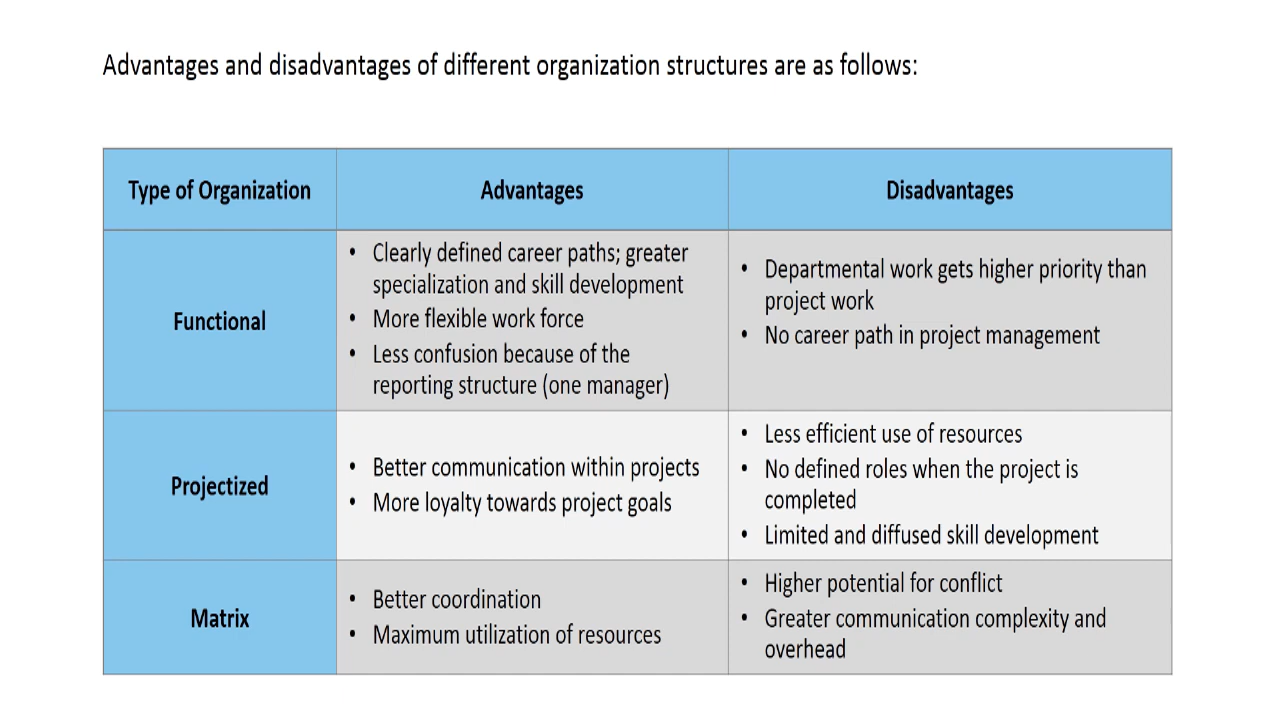 Advantages and disadvantages of different organization structures are as follows:
Type of Organization
Advantages
Disadvantages
Functional
• Clearly defined career paths; greater
specialization and skill development
• More flexible work force
• Less confusion because of the
reporting structure (one manager)
• Departmental work gets higher priority than
project work
• No career path in project management
Projectized
• Better communication within projects
• More loyalty towards project goals
• Less efficient use of resources
• No defined roles when the project is
completed
• Limited and diffused skill development
Matrix
• Better coordination
• Maximum utilization of resources
• Higher potential for conflict
• Greater communication complexity and
overhead